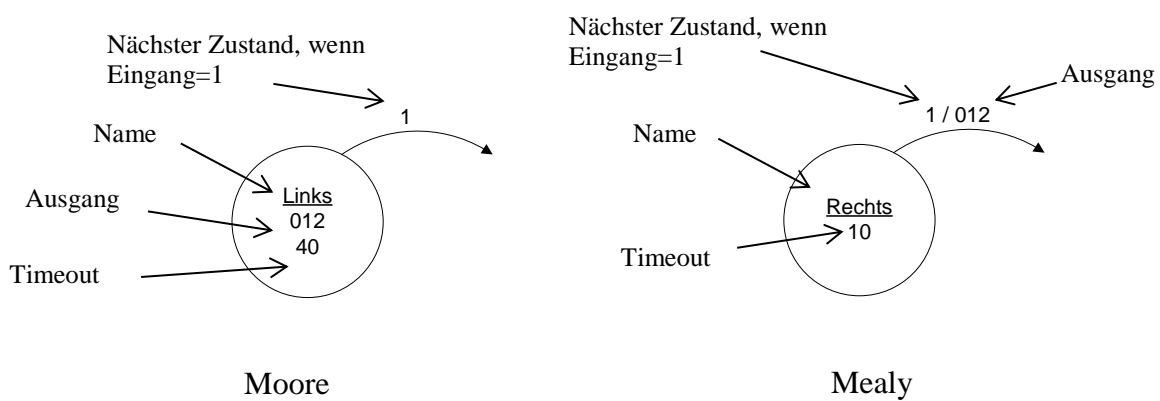 Nächster Zustand, wenn
Eingang=1
1
Name
Ausgang
Timeout
Links
012
40
Moore
Nächster Zustand, wenn
Eingang=1
Ausgang
1 / 012
Name
Rechts
10
Timeout
Mealy